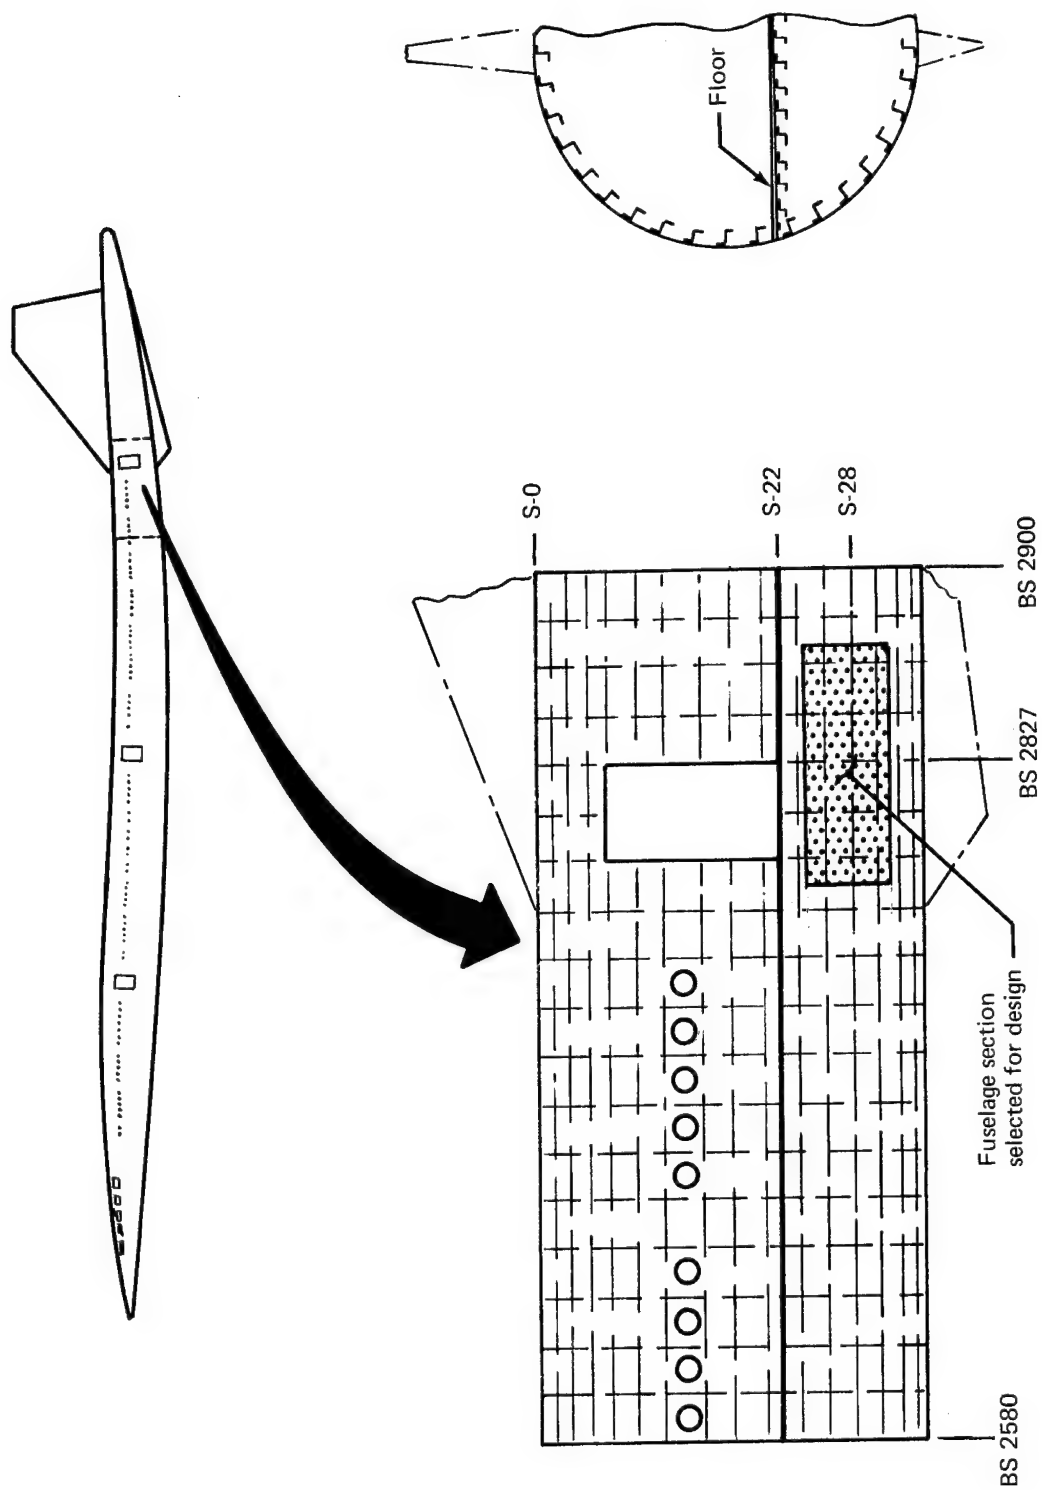 Floor
S-0
S-22
S-28
BS 2580
BS 2827
BS 2900
Fuselage section
selected for design